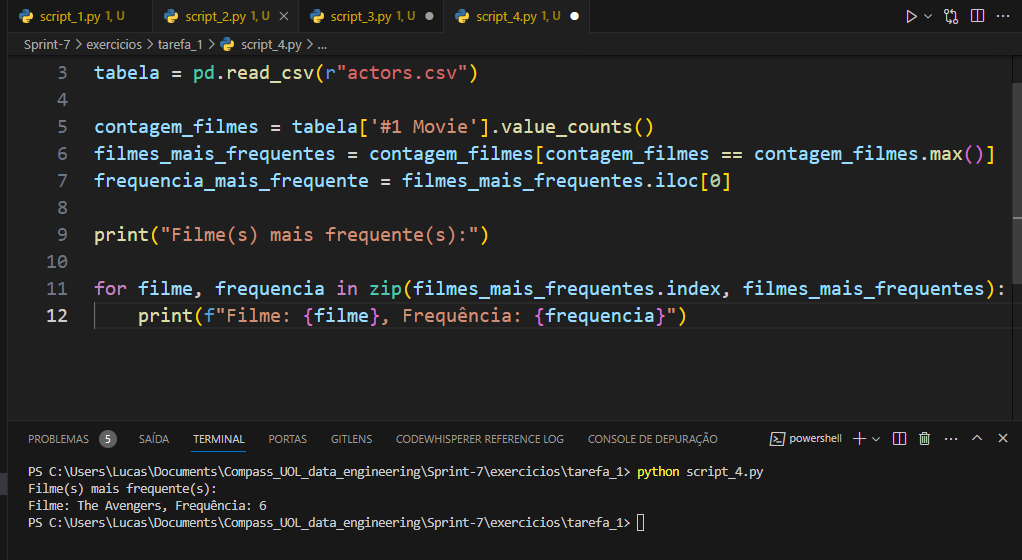 script_1.py 1, U script_2.py 1, U script_3.py 1, U script_4.py 1, U
Sprint-7 > exercicios > tarefa_1 > script_4.py > ...
3 tabela = pd.read_csv(r"actors.csv")
4
5 contagem_filmes = tabela['#1 Movie'].value_counts()
6 filmes_mais_frequentes = contagem_filmes[contagem_filmes == contagem_filmes.max()]
7 frequencia_mais_frequente = filmes_mais_frequentes.iloc[0]
8
9 print("Filme(s) mais frequente(s):")
10
11 for filme, frequencia in zip(filmes_mais_frequentes.index, filmes_mais_frequentes):
12 print(f"Filme: {filme}, Frequência: {frequencia}")
PROBLEMAS 5 SAÍDA TERMINAL PORTAS GITLENS CODEWHISPERER REFERENCE LOG CONSOLE DE DEPURAÇÃO powershell
PS C:\Users\Lucas\Documents\Compass_UOL_data_engineering\Sprint-7\exercicios\tarefa_1> python script_4.py
Filme(s) mais frequente(s):
Filme: The Avengers, Frequência: 6
PS C:\Users\Lucas\Documents\Compass_UOL_data_engineering\Sprint-7\exercicios\tarefa_1>